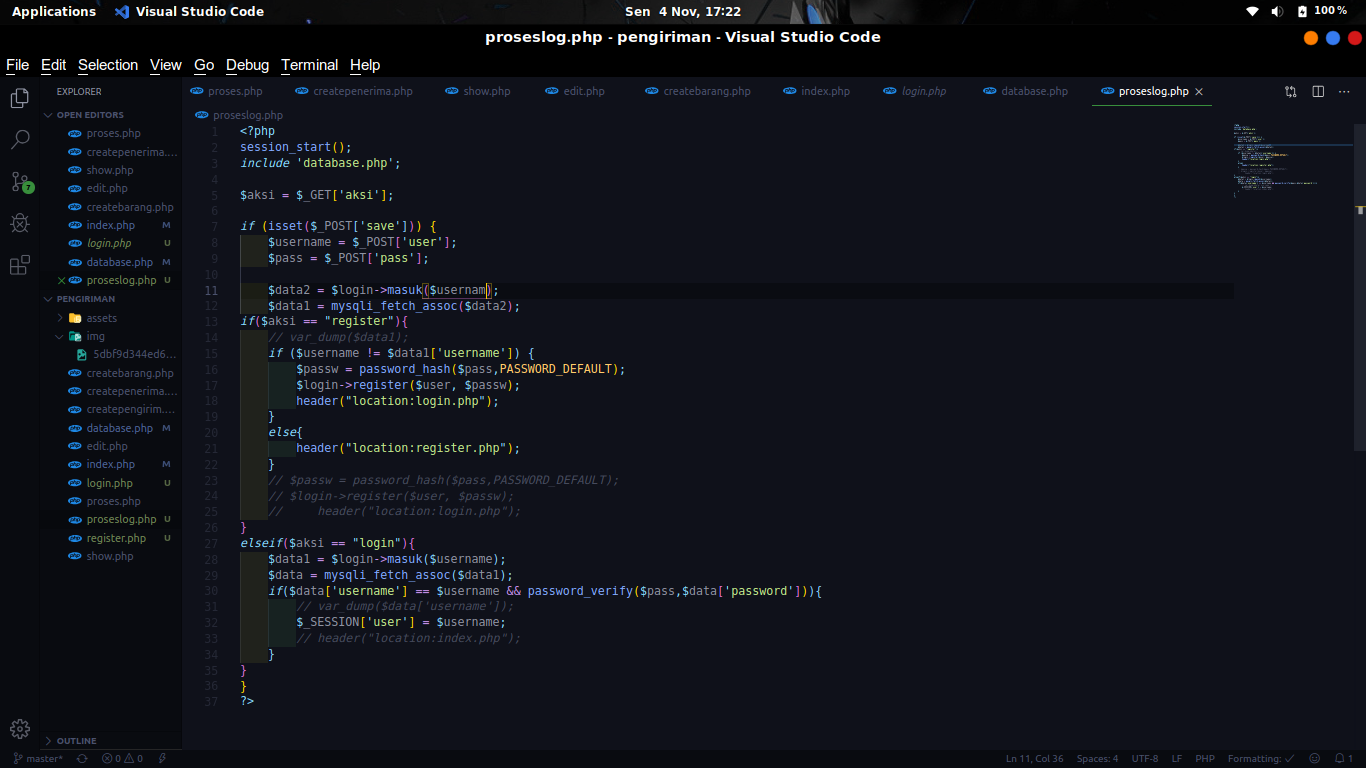 Applications Visual Studio Code Sen 4 Nov, 17:22 100 %
proseslog.php - pengiriman - Visual Studio Code
File Edit Selection View Go Debug Terminal Help
EXPLORER
OPEN EDITORS
proses.php
createpenerima....
show.php
edit.php
createbarang.php
index.php M
login.php U
database.php M
proseslog.php U
PENGIRIMAN
assets
img
5dbf9d344ed6...
createbarang.php
createpenerima....
createpengirim....
database.php M
edit.php
index.php M
login.php U
proses.php
proseslog.php U
register.php U
show.php
OUTLINE
7
proses.php createpenerima.php show.php edit.php createbarang.php index.php login.php database.php proseslog.php
proseslog.php
1 <?php
2 session_start();
3 include 'database.php';
4
5 $aksi = $_GET['aksi'];
6
7 if (isset($_POST['save'])) {
8 $username = $_POST['user'];
9 $pass = $_POST['pass'];
10
11 $data2 = $login->masuk($usernam);
12 $data1 = mysqli_fetch_assoc($data2);
13 if($aksi == "register"){
14 // var_dump($data1);
15 if ($username != $data1['username']) {
16 $passw = password_hash($pass,PASSWORD_DEFAULT);
17 $login->register($user, $passw);
18 header("location:login.php");
19 }
20 else{
21 header("location:register.php");
22 }
23 // $passw = password_hash($pass,PASSWORD_DEFAULT);
24 // $login->register($user, $passw);
25 // header("location:login.php");
26 }
27 elseif($aksi == "login"){
28 $data1 = $login->masuk($username);
29 $data = mysqli_fetch_assoc($data1);
30 if($data['username'] == $username && password_verify($pass,$data['password'])){
31 // var_dump($data['username']);
32 $_SESSION['user'] = $username;
33 // header("location:index.php");
34 }
35 }
36 }
37 ?>
master* 0 0 Ln 11, Col 36 Spaces: 4 UTF-8 LF PHP Formatting: ✓ 1